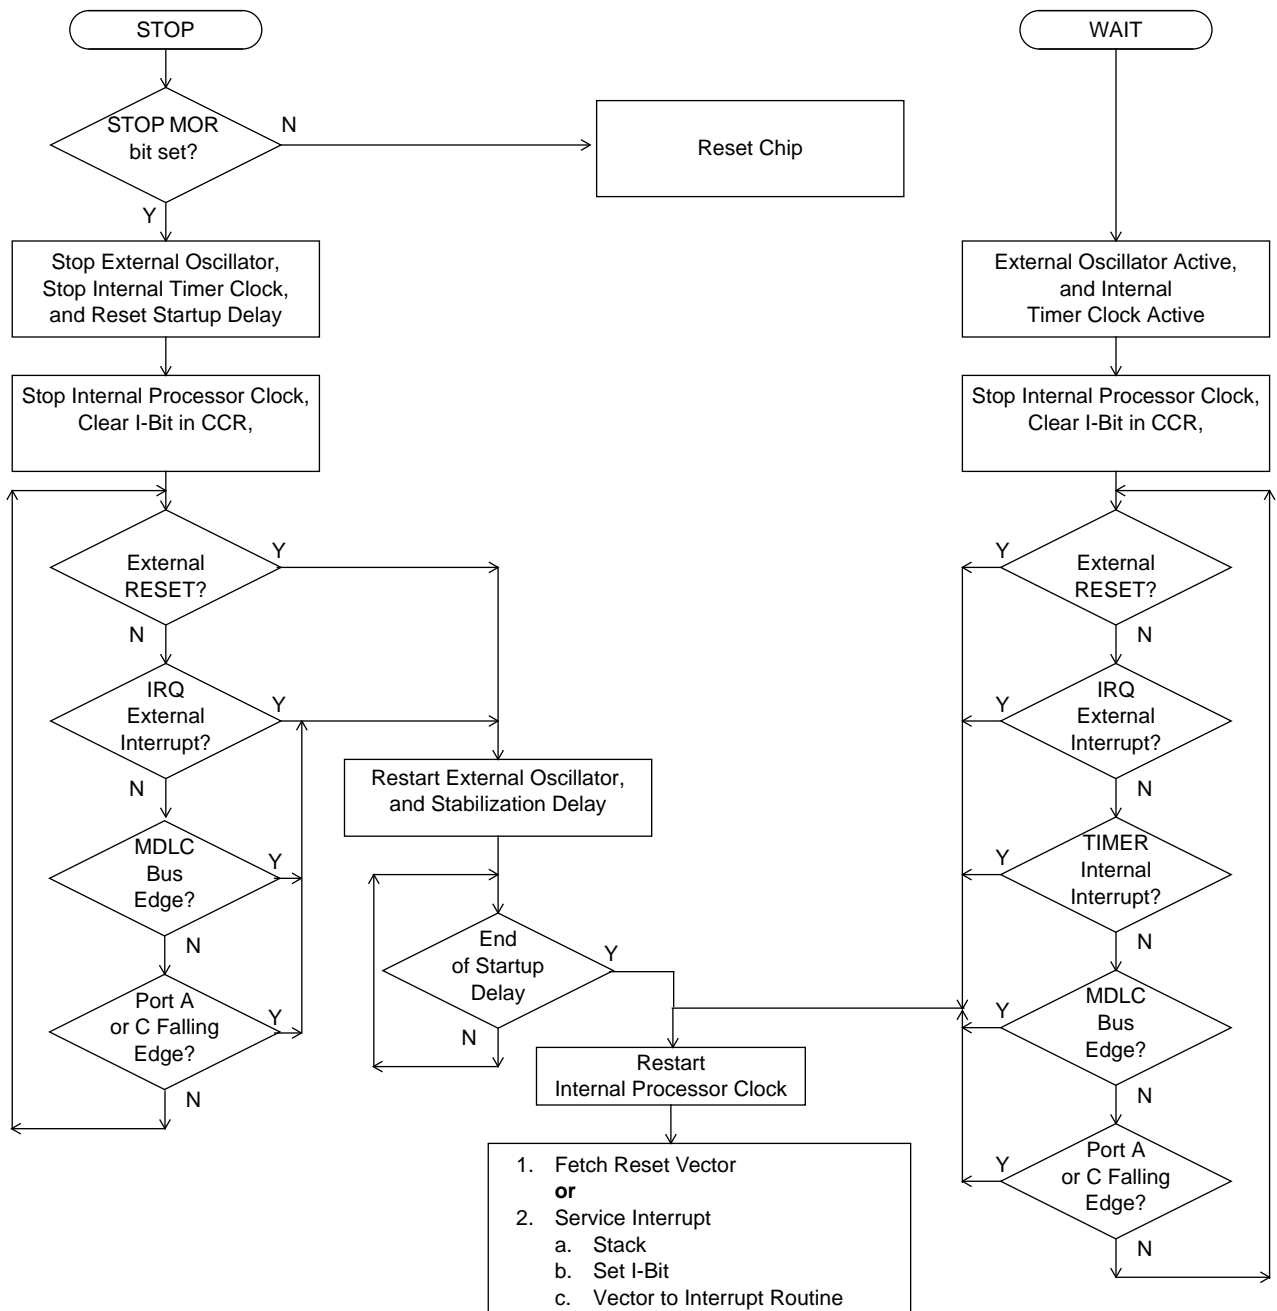 STOP
WAIT
STOP MOR
bit set?
N
Reset Chip
Y
Stop External Oscillator,
Stop Internal Timer Clock,
and Reset Startup Delay
External Oscillator Active,
and Internal
Timer Clock Active
Stop Internal Processor Clock,
Clear I-Bit in CCR,
Stop Internal Processor Clock,
Clear I-Bit in CCR,
External
RESET?
Y
N
IRQ
External
Interrupt?
Y
N
MDLC
Bus
Edge?
Y
N
Port A
or C Falling
Edge?
Y
N
Restart External Oscillator,
and Stabilization Delay
End
of Startup
Delay
Y
N
Restart
Internal Processor Clock
1. Fetch Reset Vector
or
2. Service Interrupt
a. Stack
b. Set I-Bit
c. Vector to Interrupt Routine
Y
External
RESET?
N
Y
IRQ
External
Interrupt?
N
Y
TIMER
Internal
Interrupt?
N
Y
MDLC
Bus
Edge?
N
Y
Port A
or C Falling
Edge?
N